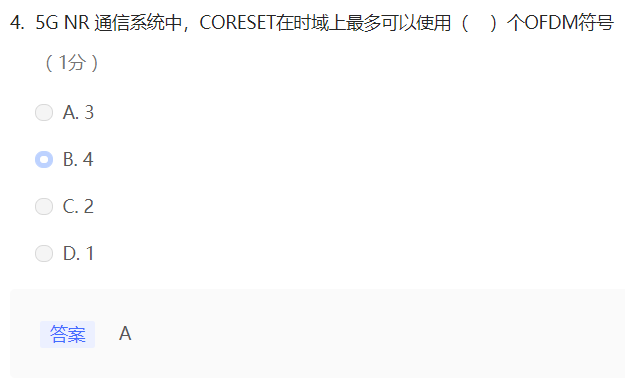 4. 5G NR 通信系统中，CORESET在时域上最多可以使用（　）个OFDM符号
（1分）
A. 3
B. 4
C. 2
D. 1
答案 A